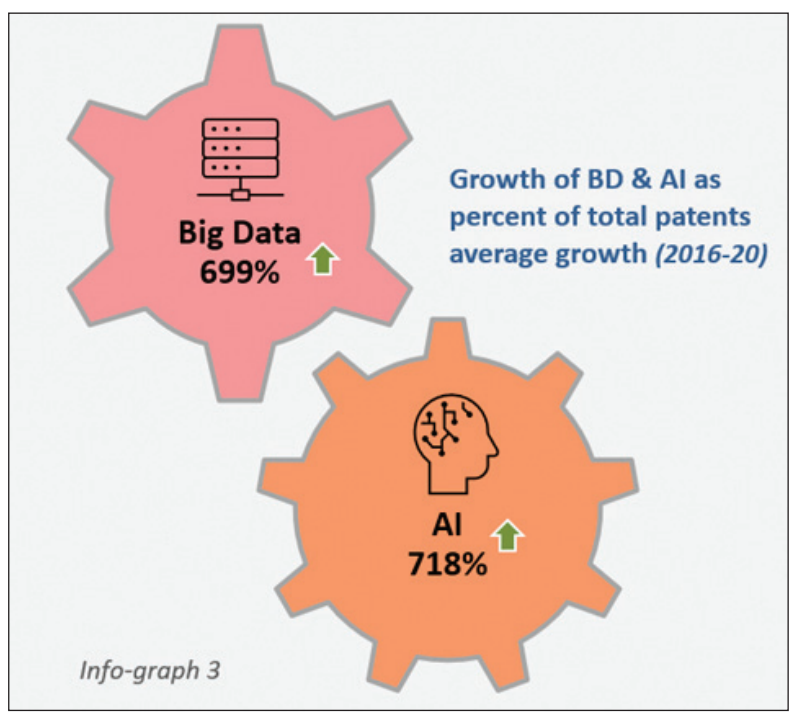 Big Data
699%
Growth of BD & AI as
percent of total patents
average growth (2016-20)
AI
718%
Info-graph 3